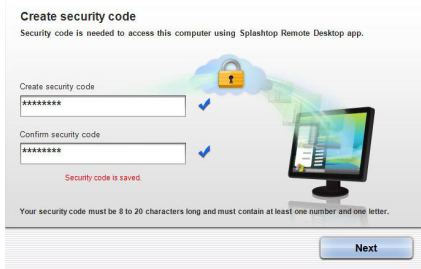 Create security code
Security code is needed to access this computer using Splashtop Remote Desktop app.
Create security code
********
Confirm security code
********
Security code is saved.
Your security code must be 8 to 20 characters long and must contain at least one number and one letter.
Next